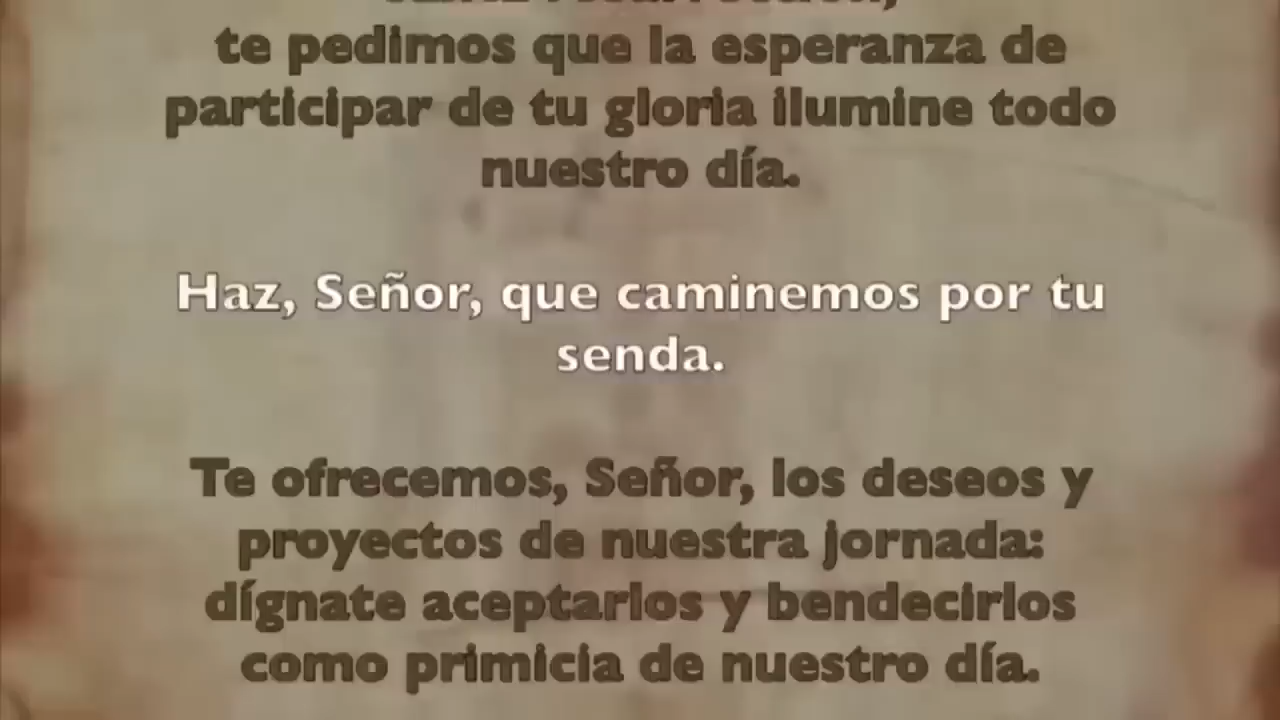 te pedimos que la esperanza de
participar de tu gloria ilumine todo
nuestro día.
Haz, Señor, que caminemos por tu
senda.
Te ofrecemos, Señor, los deseos y
proyectos de nuestra jornada:
dígnate aceptarlos y bendecirlos
como primicia de nuestro día.